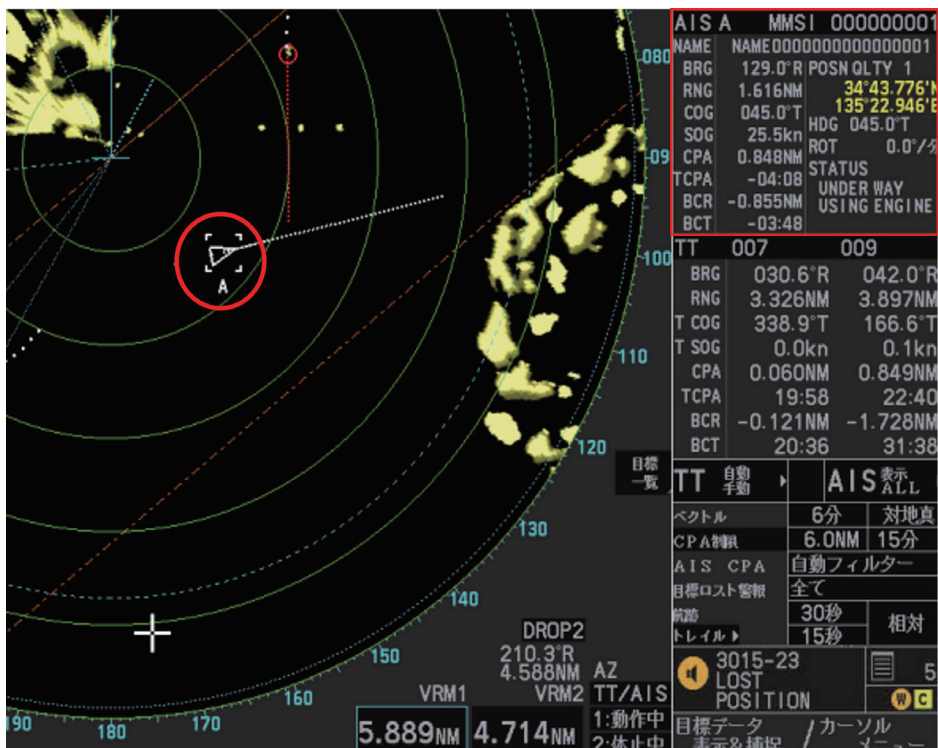 AIS A MMSI 000000001
NAME NAME0000000000000001
BRG 129.0°R POSN QLTY 1
RNG 1.616NM 34°43.776'N
135°22.946'E
COG 045.0°T HDG 045.0°T
SOG 25.5kn ROT 0.0°/分
CPA 0.848NM STATUS
TCPA -04:08 UNDER WAY
BCR -0.855NM USING ENGINE
BCT -03:48
TT 007 009
BRG 030.6°R 042.0°R
RNG 3.326NM 3.897NM
T COG 338.9°T 166.6°T
T SOG 0.0kn 0.1kn
CPA 0.060NM 0.849NM
TCPA 19:58 22:40
BCR -0.121NM -1.728NM
BCT 20:36 31:38
目標
一覧
TT 自動
手動
AIS 表示
ALL
ベクトル 6分 対地真
CPA制限 6.0NM 15分
AIS CPA 自動フィルター
目標ロスト警報 全て
航跡 30秒 相対
トレイル 15秒
3015-23 5
LOST
POSITION W C
目標データ
表示&捕捉 / カーソル
メニュー
080
09
100
110
120
130
140
150
160
170
180
190
A
DROP2
210.3°R
4.588NM AZ
VRM1 VRM2 TT/AIS
5.889NM 4.714NM 1:動作中
2:休止中